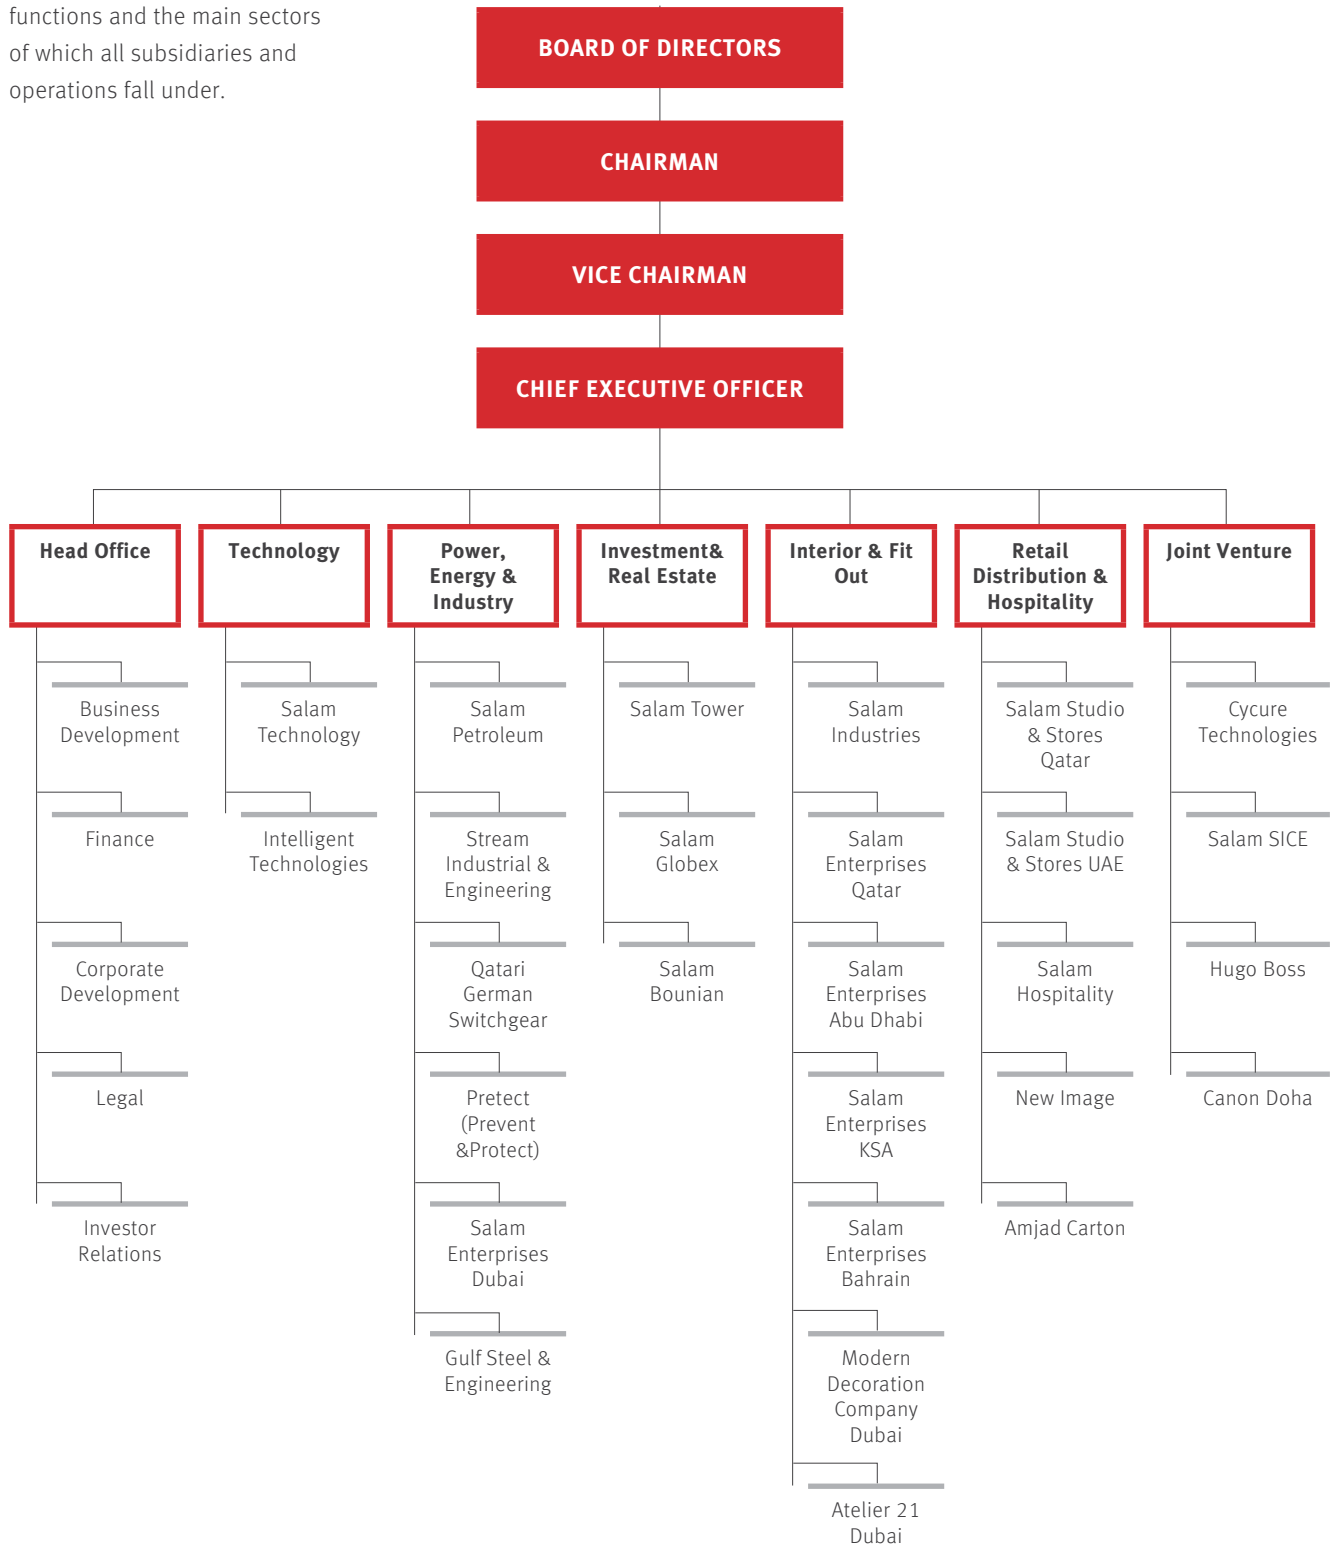 functions and the main sectors
of which all subsidiaries and
operations fall under.
BOARD OF DIRECTORS
CHAIRMAN
VICE CHAIRMAN
CHIEF EXECUTIVE OFFICER
Head Office
Business
Development
Finance
Corporate
Development
Legal
Investor
Relations
Technology
Salam
Technology
Intelligent
Technologies
Power,
Energy &
Industry
Salam
Petroleum
Stream
Industrial &
Engineering
Qatari
German
Switchgear
Pretect
(Prevent
&Protect)
Salam
Enterprises
Dubai
Gulf Steel &
Engineering
Investment&
Real Estate
Salam Tower
Salam
Globex
Salam
Bounian
Interior & Fit
Out
Salam
Industries
Salam
Enterprises
Qatar
Salam
Enterprises
Abu Dhabi
Salam
Enterprises
KSA
Salam
Enterprises
Bahrain
Modern
Decoration
Company
Dubai
Atelier 21
Dubai
Retail
Distribution &
Hospitality
Salam Studio
& Stores
Qatar
Salam Studio
& Stores UAE
Salam
Hospitality
New Image
Amjad Carton
Joint Venture
Cycure
Technologies
Salam SICE
Hugo Boss
Canon Doha